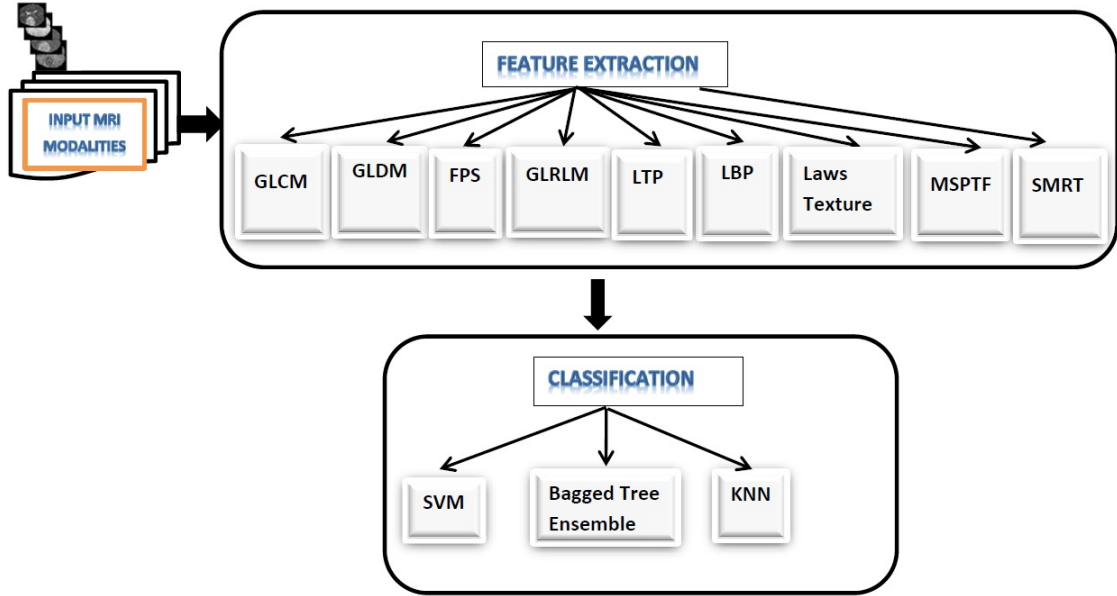 INPUT MRI
MODALITIES
FEATURE EXTRACTION
GLCM
GLDM
FPS
GLRLM
LTP
LBP
Laws
Texture
MSPTF
SMRT
CLASSIFICATION
SVM
Bagged Tree
Ensemble
KNN